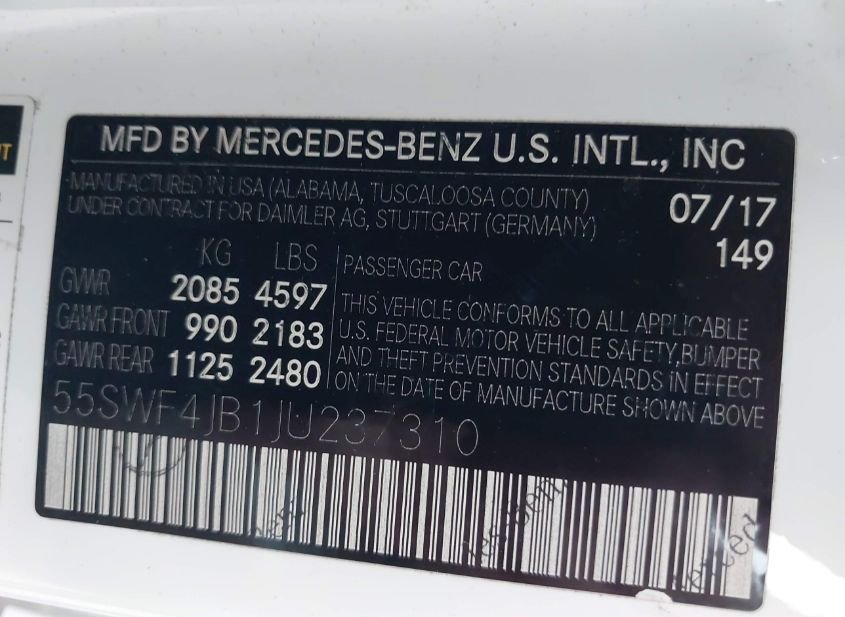 MFD BY MERCEDES-BENZ U.S. INTL., INC
MANUFACTURED IN USA (ALABAMA, TUSCALOOSA COUNTY)
UNDER CONTRACT FOR DAIMLER AG, STUTTGART (GERMANY)
07/17
149
KG LBS
GVWR 2085 4597
GAWR FRONT 990 2183
GAWR REAR 1125 2480
PASSENGER CAR
THIS VEHICLE CONFORMS TO ALL APPLICABLE
U.S. FEDERAL MOTOR VEHICLE SAFETY,BUMPER
AND THEFT PREVENTION STANDARDS IN EFFECT
ON THE DATE OF MANUFACTURE SHOWN ABOVE
55SWF4JB1JU237310